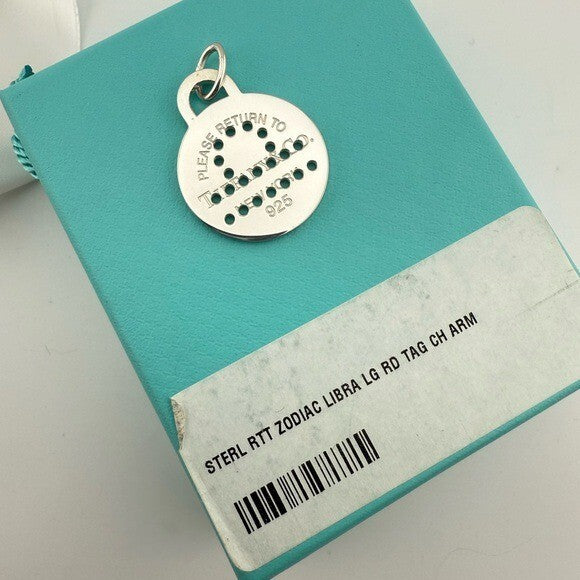 PLEASE RETURN TO
TIFFANY & CO.
NEW YORK
925
STERL RTT ZODIAC LIBRA LG RD TAG CH ARM